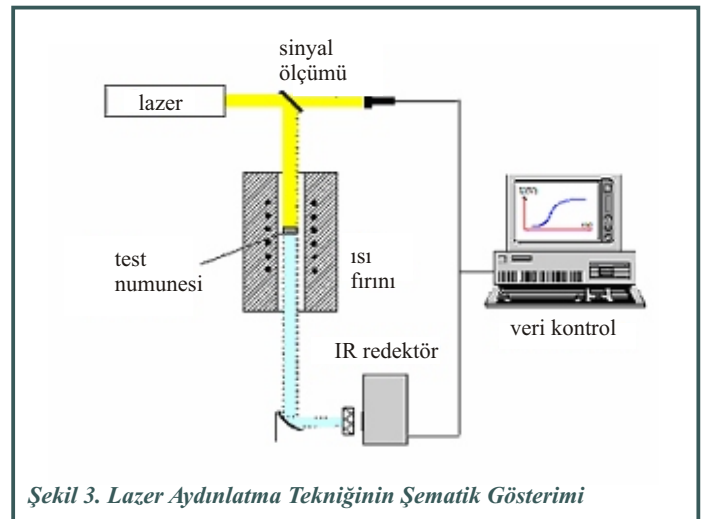 sinyal
ölçümü
lazer
test
numunesi
ısı
fırını
IR redektör
veri kontrol
Şekil 3. Lazer Aydınlatma Tekniğinin Şematik Gösterimi